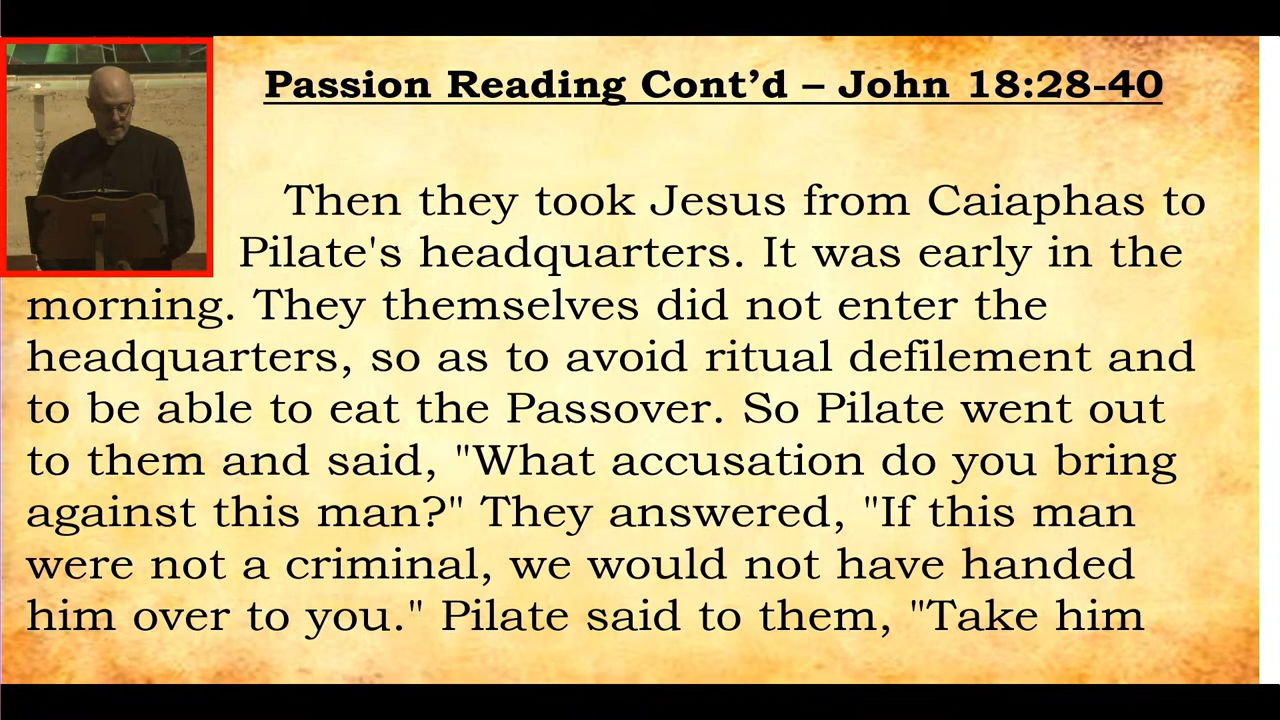 Passion Reading Cont’d – John 18:28-40
Then they took Jesus from Caiaphas to
Pilate's headquarters. It was early in the
morning. They themselves did not enter the
headquarters, so as to avoid ritual defilement and
to be able to eat the Passover. So Pilate went out
to them and said, "What accusation do you bring
against this man?" They answered, "If this man
were not a criminal, we would not have handed
him over to you." Pilate said to them, "Take him